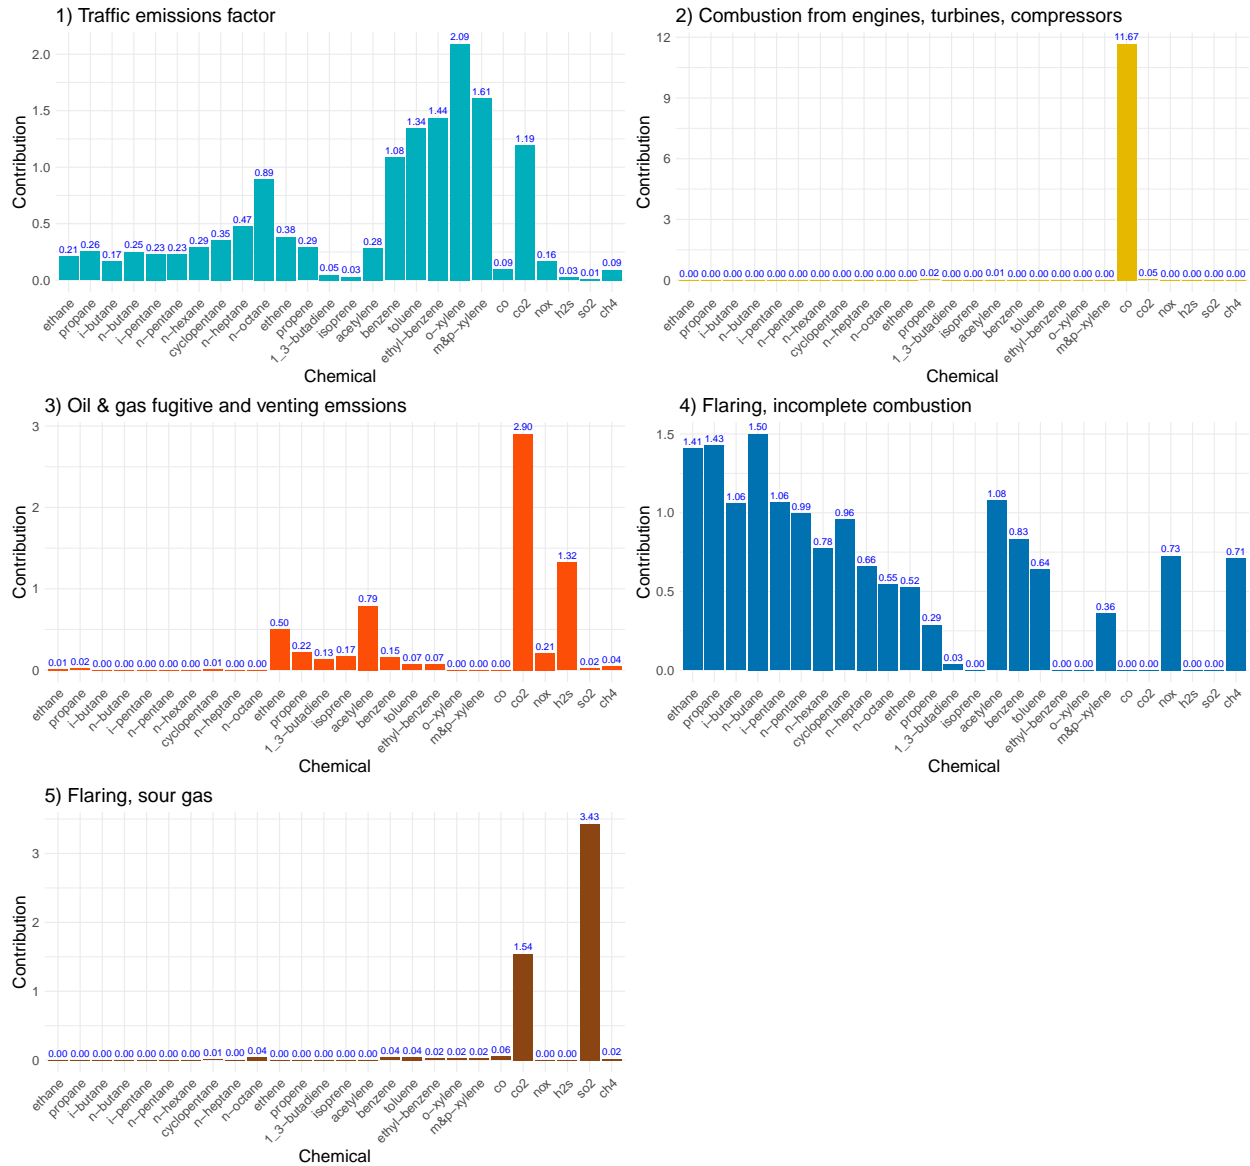 1) Traffic emissions factor
Contribution
2.0
1.5
1.0
0.5
0.0
0.21 0.26 0.17 0.25 0.23 0.23 0.29 0.35 0.47 0.89 0.38 0.29 0.05 0.03 0.28 1.08 1.34 1.44 2.09 1.61 0.09 1.19 0.16 0.03 0.01 0.09
ethane propane i−butane n−butane i−pentane n−pentane n−hexane cyclopentane n−heptane n−octane ethene propene 1_3−butadiene isoprene acetylene benzene toluene ethyl−benzene o−xylene m&p−xylene co co2 nox h2s so2 ch4
Chemical
2) Combustion from engines, turbines, compressors
Contribution
12
9
6
3
0
0.00 0.00 0.00 0.00 0.00 0.00 0.00 0.00 0.00 0.00 0.00 0.02 0.00 0.00 0.01 0.00 0.00 0.00 0.00 0.00 11.67 0.05 0.00 0.00 0.00 0.00
ethane propane i−butane n−butane i−pentane n−pentane n−hexane cyclopentane n−heptane n−octane ethene propene 1_3−butadiene isoprene acetylene benzene toluene ethyl−benzene o−xylene m&p−xylene co co2 nox h2s so2 ch4
Chemical
3) Oil & gas fugitive and venting emssions
Contribution
3
2
1
0
0.01 0.02 0.00 0.00 0.00 0.00 0.00 0.01 0.00 0.00 0.50 0.22 0.13 0.17 0.79 0.15 0.07 0.07 0.00 0.00 0.00 2.90 0.21 1.32 0.02 0.04
ethane propane i−butane n−butane i−pentane n−pentane n−hexane cyclopentane n−heptane n−octane ethene propene 1_3−butadiene isoprene acetylene benzene toluene ethyl−benzene o−xylene m&p−xylene co co2 nox h2s so2 ch4
Chemical
4) Flaring, incomplete combustion
Contribution
1.5
1.0
0.5
0.0
1.41 1.43 1.06 1.50 1.06 0.99 0.78 0.96 0.66 0.55 0.52 0.29 0.03 0.00 1.08 0.83 0.64 0.00 0.00 0.36 0.00 0.00 0.73 0.00 0.00 0.71
ethane propane i−butane n−butane i−pentane n−pentane n−hexane cyclopentane n−heptane n−octane ethene propene 1_3−butadiene isoprene acetylene benzene toluene ethyl−benzene o−xylene m&p−xylene co co2 nox h2s so2 ch4
Chemical
5) Flaring, sour gas
Contribution
3
2
1
0
0.00 0.00 0.00 0.00 0.00 0.00 0.00 0.01 0.00 0.04 0.00 0.00 0.00 0.00 0.00 0.04 0.04 0.02 0.02 0.02 0.06 1.54 0.00 0.00 3.43 0.02
ethane propane i−butane n−butane i−pentane n−pentane n−hexane cyclopentane n−heptane n−octane ethene propene 1_3−butadiene isoprene acetylene benzene toluene ethyl−benzene o−xylene m&p−xylene co co2 nox h2s so2 ch4
Chemical